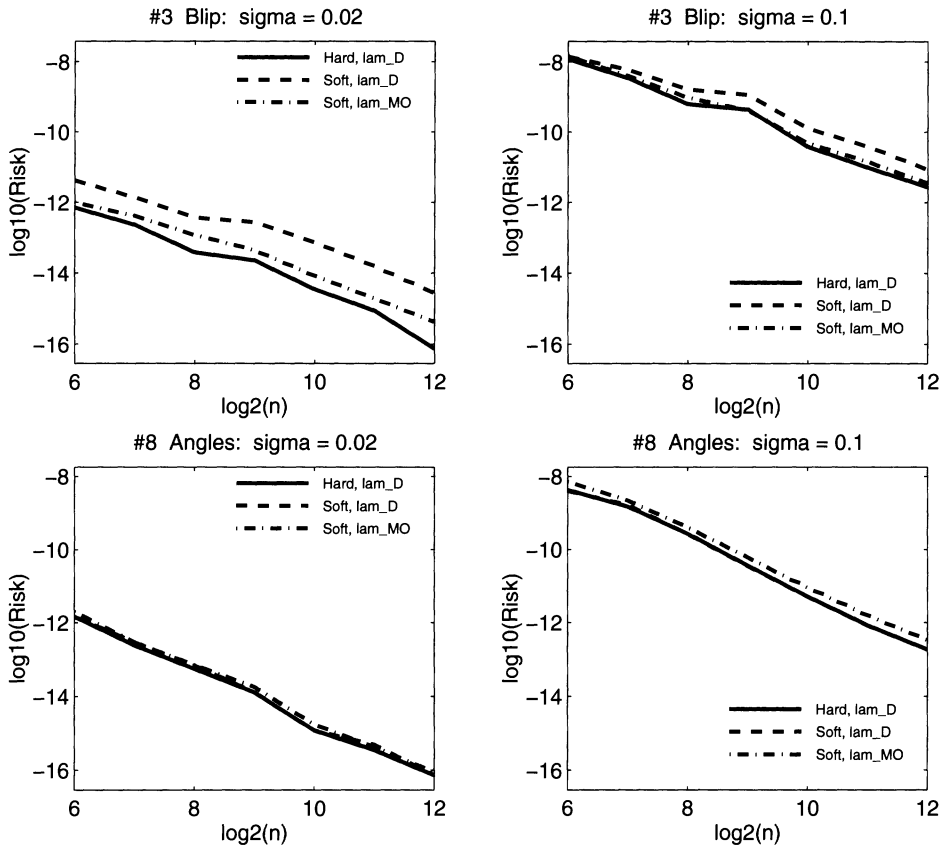 #3 Blip: sigma = 0.02
log10(Risk)
−8
−10
−12
−14
−16
Hard, lam_D
Soft, lam_D
Soft, lam_MO
6 8 10 12
log2(n)
#3 Blip: sigma = 0.1
log10(Risk)
−8
−10
−12
−14
−16
Hard, lam_D
Soft, lam_D
Soft, lam_MO
6 8 10 12
log2(n)
#8 Angles: sigma = 0.02
log10(Risk)
−8
−10
−12
−14
−16
Hard, lam_D
Soft, lam_D
Soft, lam_MO
6 8 10 12
log2(n)
#8 Angles: sigma = 0.1
log10(Risk)
−8
−10
−12
−14
−16
Hard, lam_D
Soft, lam_D
Soft, lam_MO
6 8 10 12
log2(n)